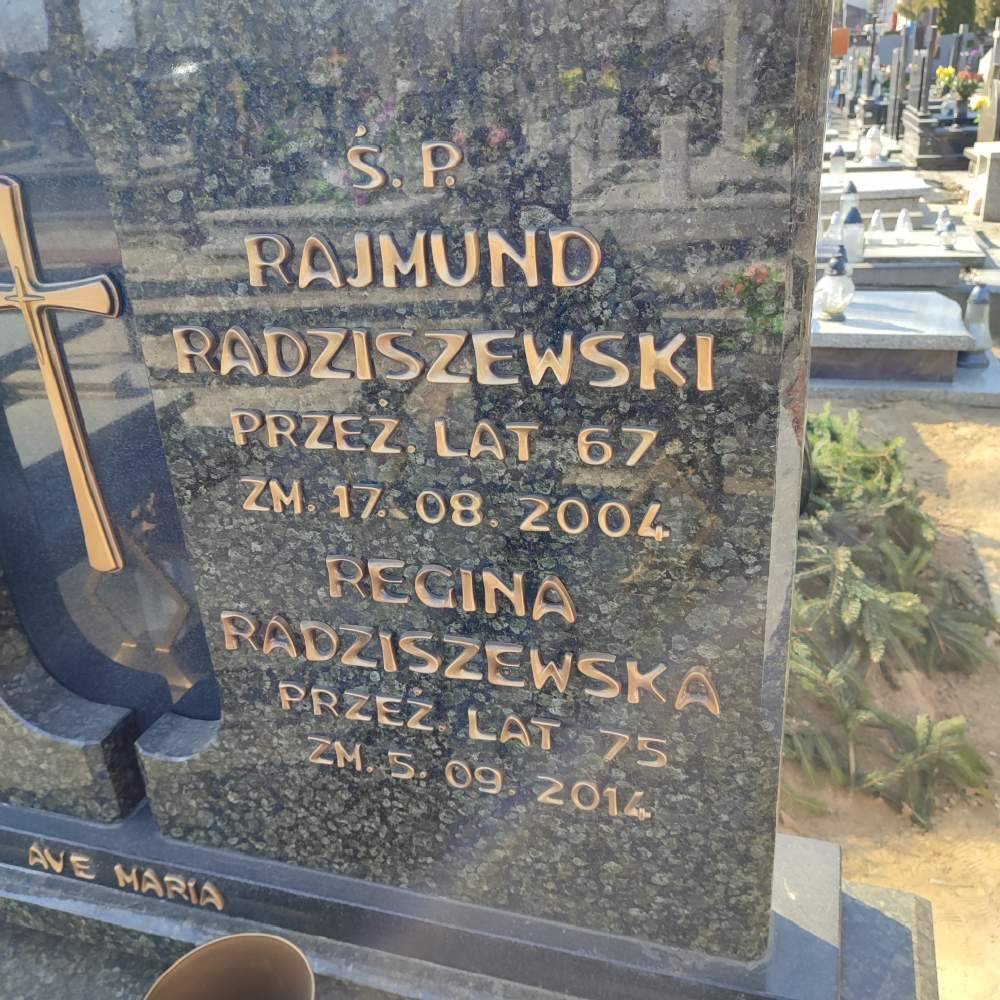 Ś. P.
RAJMUND
RADZISZEWSKI
PRZEŻ. LAT 67
ZM. 17. 08. 2004
REGINA
RADZISZEWSKA
PRZEŻ. LAT 75
ZM. 5. 09. 2014
AVE MARIA